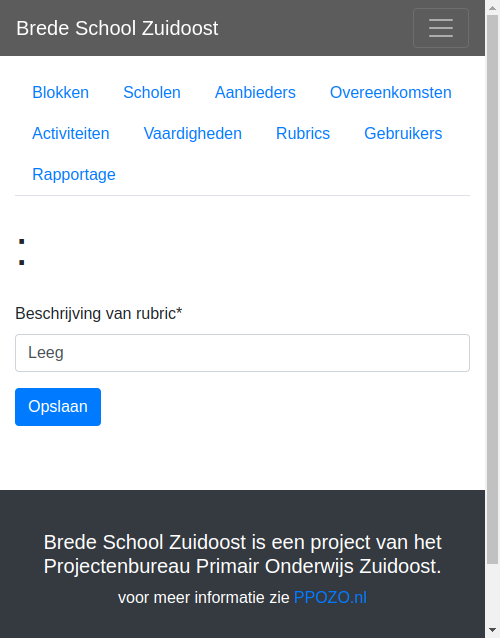 Brede School Zuidoost
Blokken Scholen Aanbieders Overeenkomsten
Activiteiten Vaardigheden Rubrics Gebruikers
Rapportage
:
Beschrijving van rubric*
Leeg
Opslaan
Brede School Zuidoost is een project van het
Projectenbureau Primair Onderwijs Zuidoost.
voor meer informatie zie PPOZO.nl